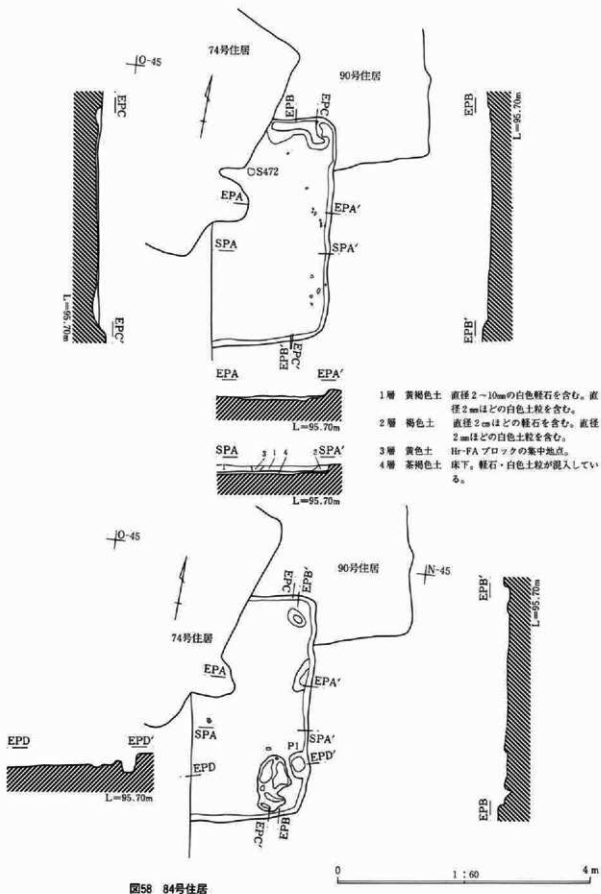 74号住居
O-45
90号住居
EPB
EPC
EPC
EPB
L=95.70m
S472
EPA
EPA′
SPA
SPA′
L=95.70m
EPC′
EPB′
EPC′
EPB′
EPA
EPA′
L=95.70m
SPA
SPA′
1
3
1
4
2
L=95.70m
1層 黄褐色土 直径2～10㎜の白色軽石を含む。直
径2㎜ほどの白色土粒を含む。
2層 褐色土 直径2㎝ほどの軽石を含む。直径
2㎜ほどの白色土粒を含む。
3層 黄色土 Hr-FAブロックの集中地点。
4層 茶褐色土 床下。軽石・白色土粒が混入してい
る。
O-45
90号住居
N-45
EPC
EPB′
EPB′
L=95.70m
74号住居
EPA
EPA′
SPA
SPA′
P1
EPD
EPD′
EPD
EPD′
L=95.70m
EPC′
EPB
EPB
図58 84号住居
0
1:60
4m